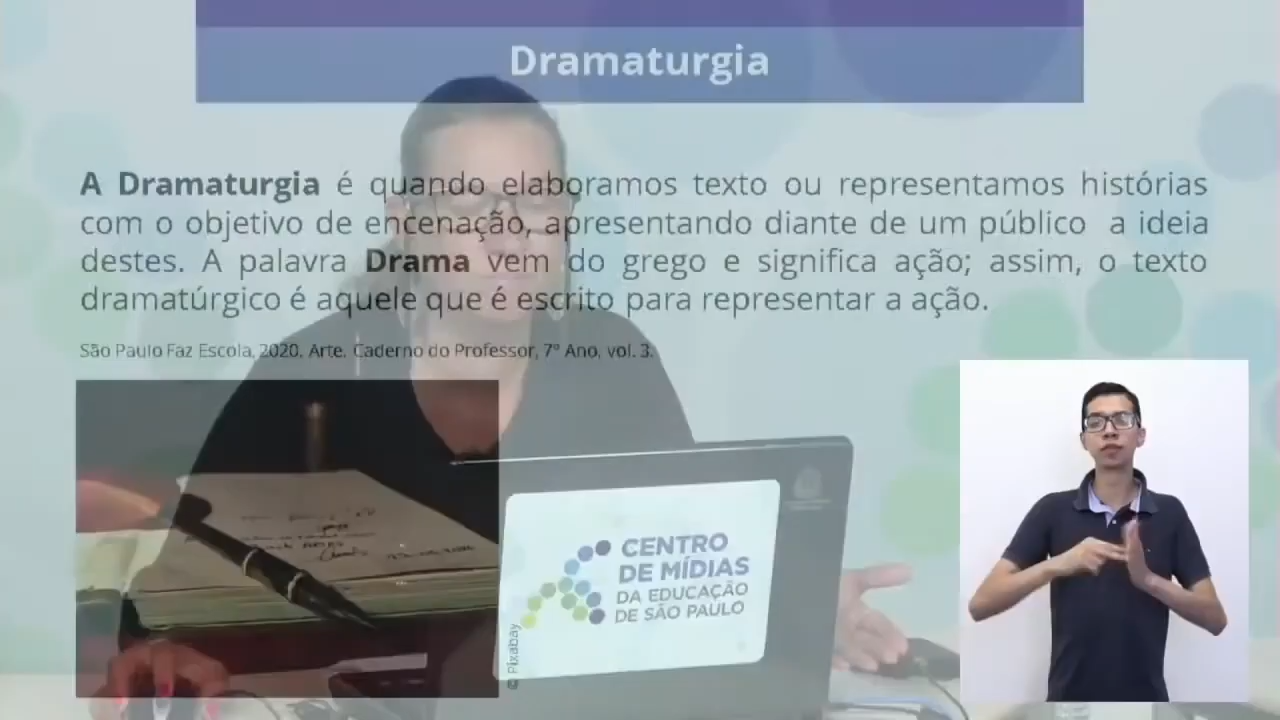 Dramaturgia
A Dramaturgia é quando elaboramos texto ou representamos histórias
com o objetivo de encenação, apresentando diante de um público a ideia
destes. A palavra Drama vem do grego e significa ação; assim, o texto
dramatúrgico é aquele que é escrito para representar a ação.
São Paulo Faz Escola, 2020. Arte. Caderno do Professor, 7º Ano, vol. 3.
CENTRO
DE MÍDIAS
DA EDUCAÇÃO
DE SÃO PAULO
© Pixabay